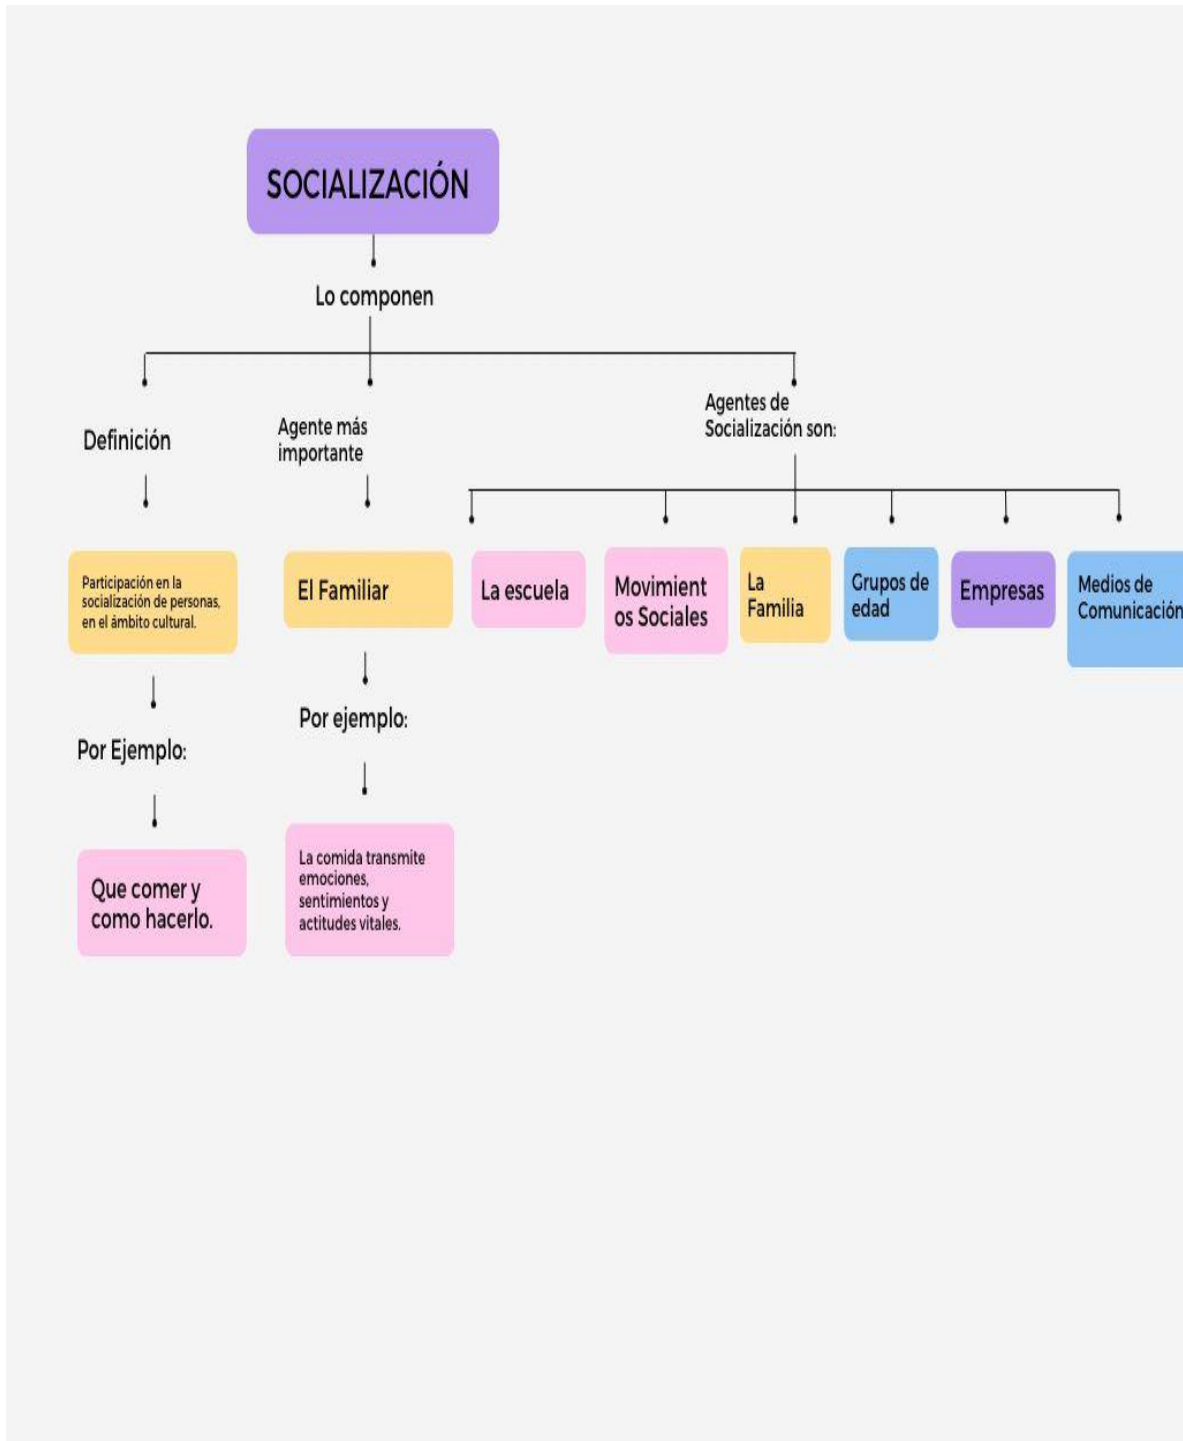 SOCIALIZACIÓN
Lo componen
Definición
Agente más
importante
Agentes de
Socialización son:
Participación en la
socialización de personas,
en el ámbito cultural.
El Familiar
La escuela
Movimient
os Sociales
La
Familia
Grupos de
edad
Empresas
Medios de
Comunicación
Por Ejemplo:
Por ejemplo:
Que comer y
como hacerlo.
La comida transmite
emociones,
sentimientos y
actitudes vitales.